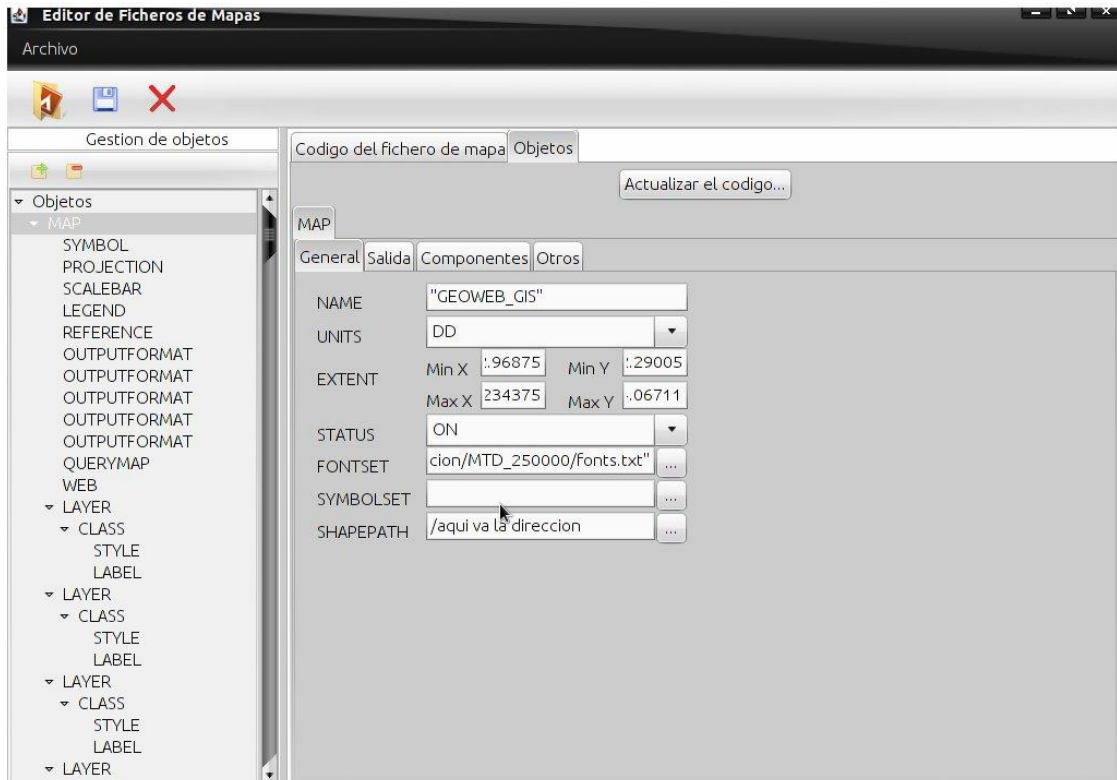 Editor de Ficheros de Mapas
Archivo
Gestion de objetos
Objetos
MAP
SYMBOL
PROJECTION
SCALEBAR
LEGEND
REFERENCE
OUTPUTFORMAT
OUTPUTFORMAT
OUTPUTFORMAT
OUTPUTFORMAT
OUTPUTFORMAT
QUERYMAP
WEB
LAYER
CLASS
STYLE
LABEL
LAYER
CLASS
STYLE
LABEL
LAYER
CLASS
STYLE
LABEL
LAYER
Codigo del fichero de mapa Objetos
Actualizar el codigo...
MAP
General Salida Componentes Otros
NAME "GEOWEB_GIS"
UNITS DD
EXTENT Min X .96875 Min Y .29005
Max X 234375 Max Y .06711
STATUS ON
FONTSET cion/MTD_250000/fonts.txt" ...
SYMBOLSET ...
SHAPEPATH /aqui va la direccion ...